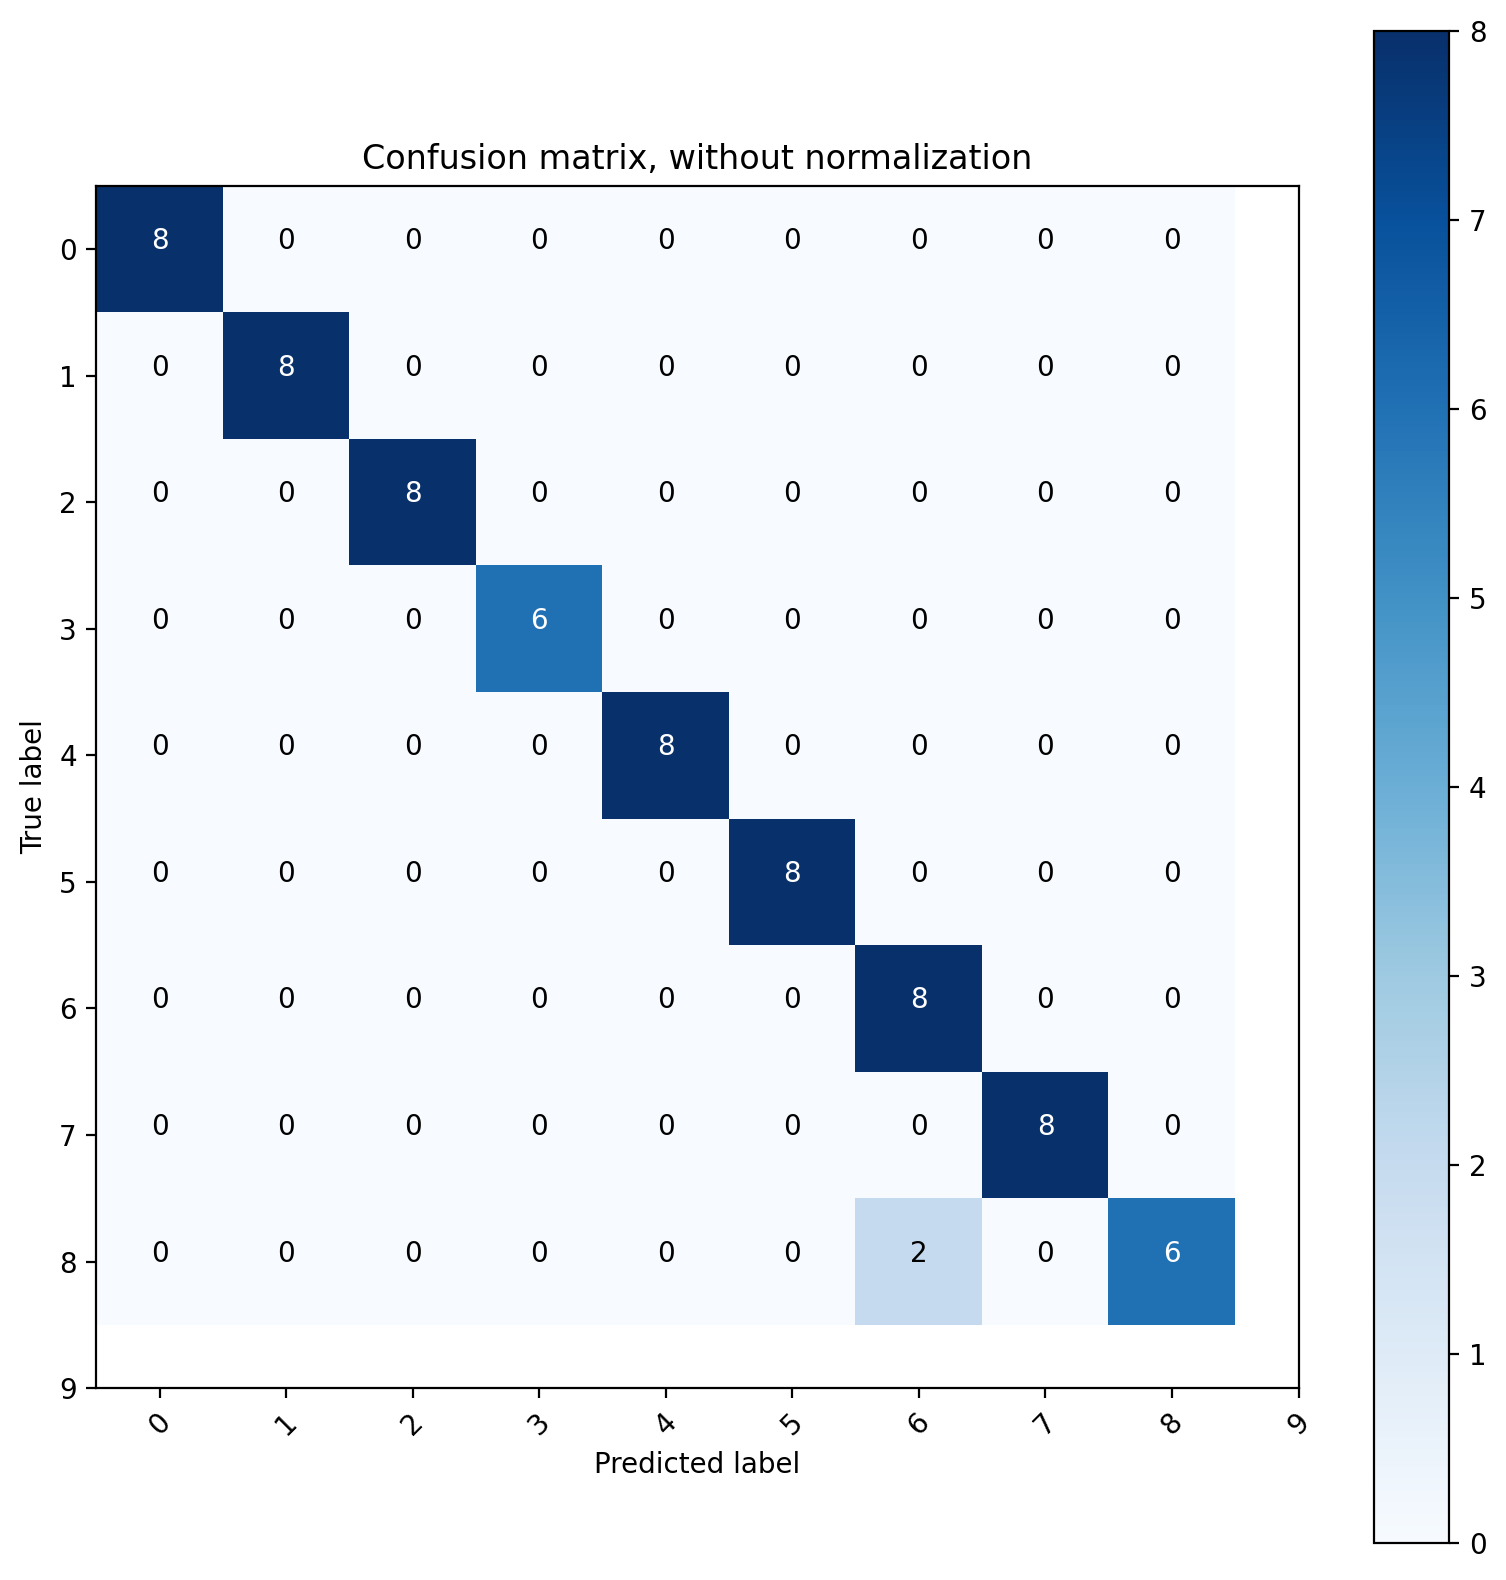 Confusion matrix, without normalization
0 8 0 0 0 0 0 0 0 0
1 0 8 0 0 0 0 0 0 0
2 0 0 8 0 0 0 0 0 0
3 0 0 0 6 0 0 0 0 0
4 0 0 0 0 8 0 0 0 0
5 0 0 0 0 0 8 0 0 0
6 0 0 0 0 0 0 8 0 0
7 0 0 0 0 0 0 0 8 0
8 0 0 0 0 0 0 2 0 6
9
True label
0 1 2 3 4 5 6 7 8 9
Predicted label
8
7
6
5
4
3
2
1
0